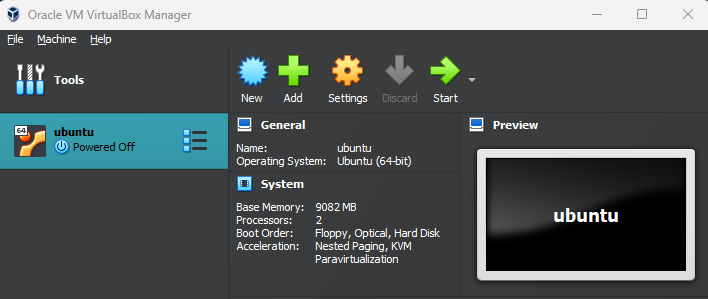 Oracle VM VirtualBox Manager
File Machine Help
Tools
New Add Settings Discard Start
64
ubuntu
Powered Off
General
Name: ubuntu
Operating System: Ubuntu (64-bit)
System
Base Memory: 9082 MB
Processors: 2
Boot Order: Floppy, Optical, Hard Disk
Acceleration: Nested Paging, KVM
Paravirtualization
Preview
ubuntu